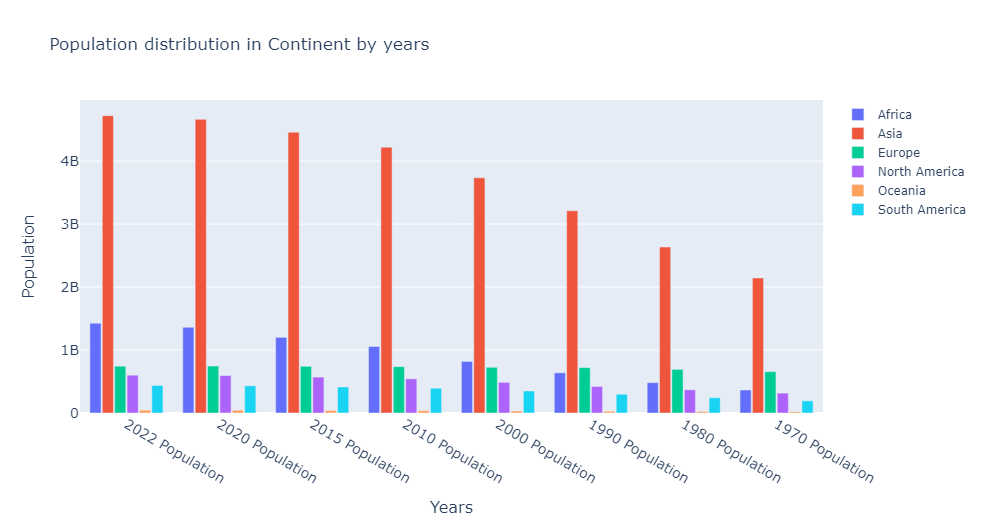 Population distribution in Continent by years
Africa
Asia
Europe
North America
Oceania
South America
Population
4B
3B
2B
1B
0
2022 Population
2020 Population
2015 Population
2010 Population
2000 Population
1990 Population
1980 Population
1970 Population
Years